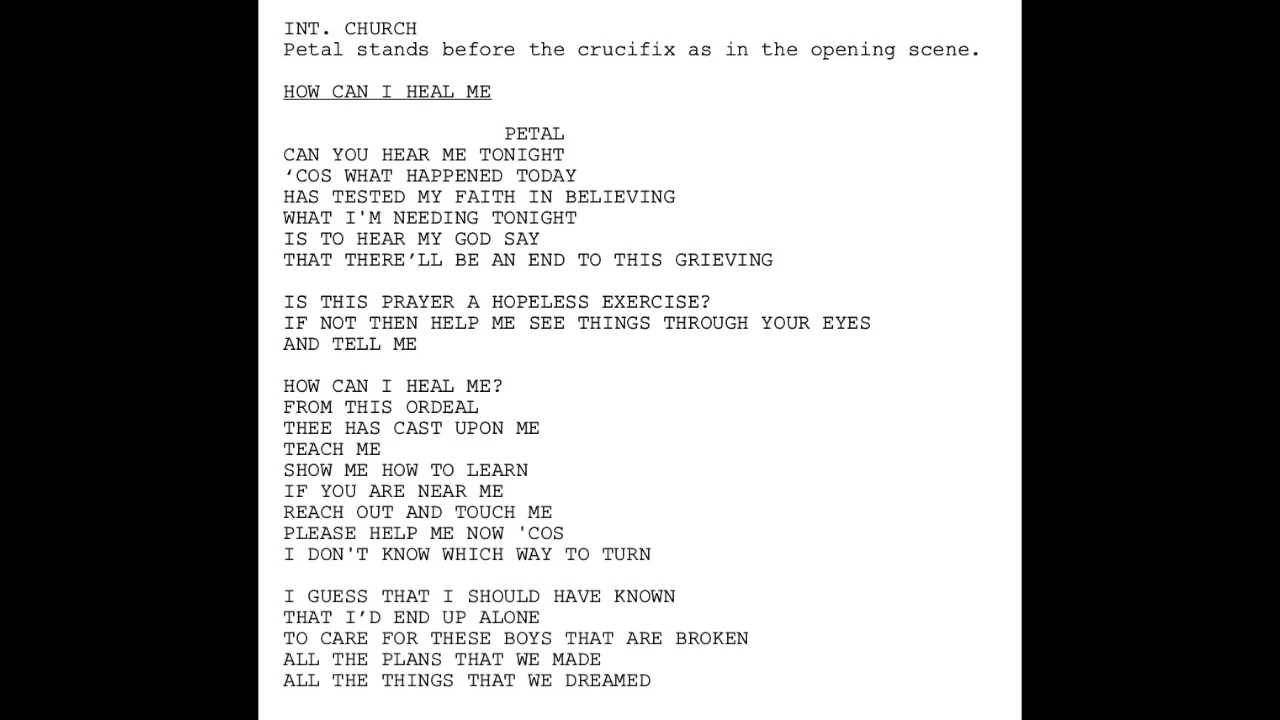 INT. CHURCH
Petal stands before the crucifix as in the opening scene.
HOW CAN I HEAL ME
PETAL
CAN YOU HEAR ME TONIGHT
‘COS WHAT HAPPENED TODAY
HAS TESTED MY FAITH IN BELIEVING
WHAT I'M NEEDING TONIGHT
IS TO HEAR MY GOD SAY
THAT THERE’LL BE AN END TO THIS GRIEVING
IS THIS PRAYER A HOPELESS EXERCISE?
IF NOT THEN HELP ME SEE THINGS THROUGH YOUR EYES
AND TELL ME
HOW CAN I HEAL ME?
FROM THIS ORDEAL
THEE HAS CAST UPON ME
TEACH ME
SHOW ME HOW TO LEARN
IF YOU ARE NEAR ME
REACH OUT AND TOUCH ME
PLEASE HELP ME NOW 'COS
I DON'T KNOW WHICH WAY TO TURN
I GUESS THAT I SHOULD HAVE KNOWN
THAT I’D END UP ALONE
TO CARE FOR THESE BOYS THAT ARE BROKEN
ALL THE PLANS THAT WE MADE
ALL THE THINGS THAT WE DREAMED